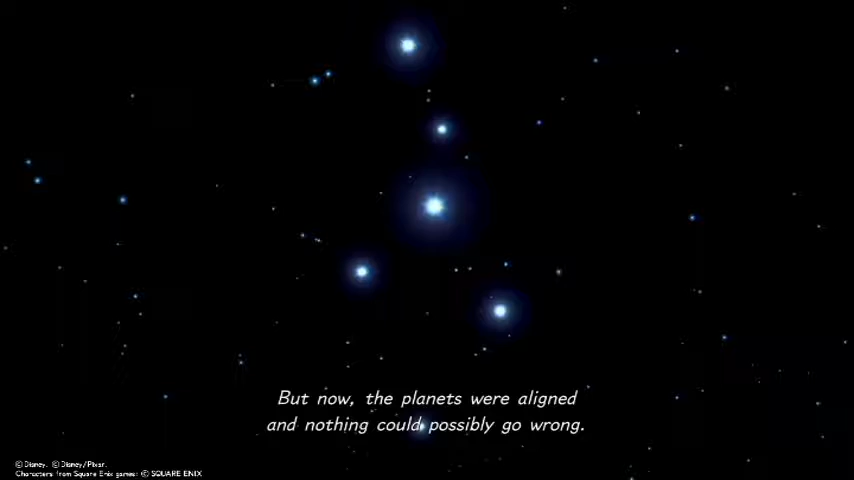 But now, the planets were aligned
and nothing could possibly go wrong.
©Disney. ©Disney/Pixar.
Characters from Square Enix games: © SQUARE ENIX